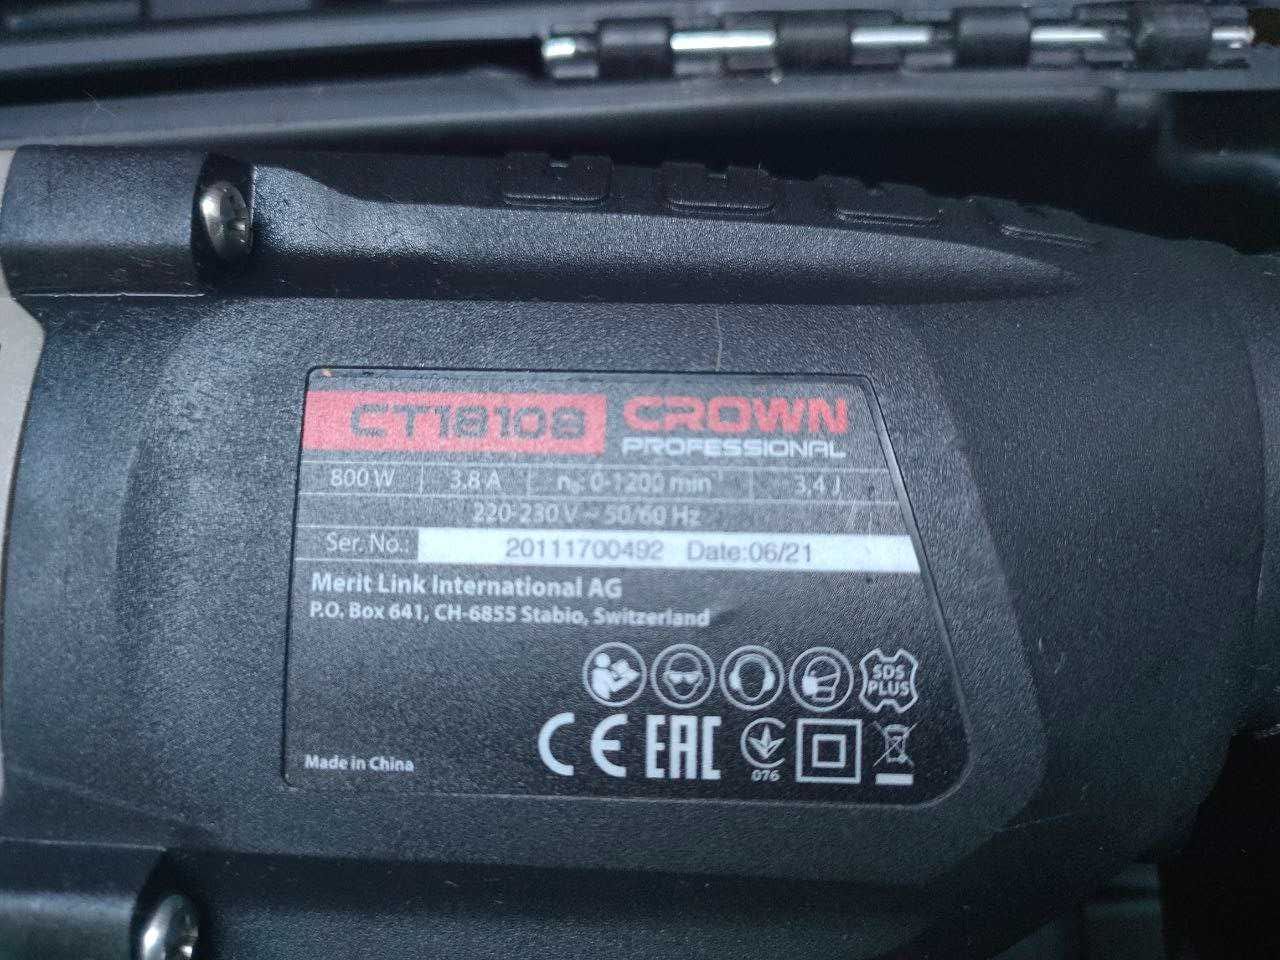 CT18108 CROWN
PROFESSIONAL
800 W 3.8 A n₀: 0-1200 min⁻¹ 3,4 J
220-230 V ~ 50/60 Hz
Ser. No.: 20111700492 Date:06/21
Merit Link International AG
P.O. Box 641, CH-6855 Stabio, Switzerland
SDS
PLUS
CE EAC
076
Made in China